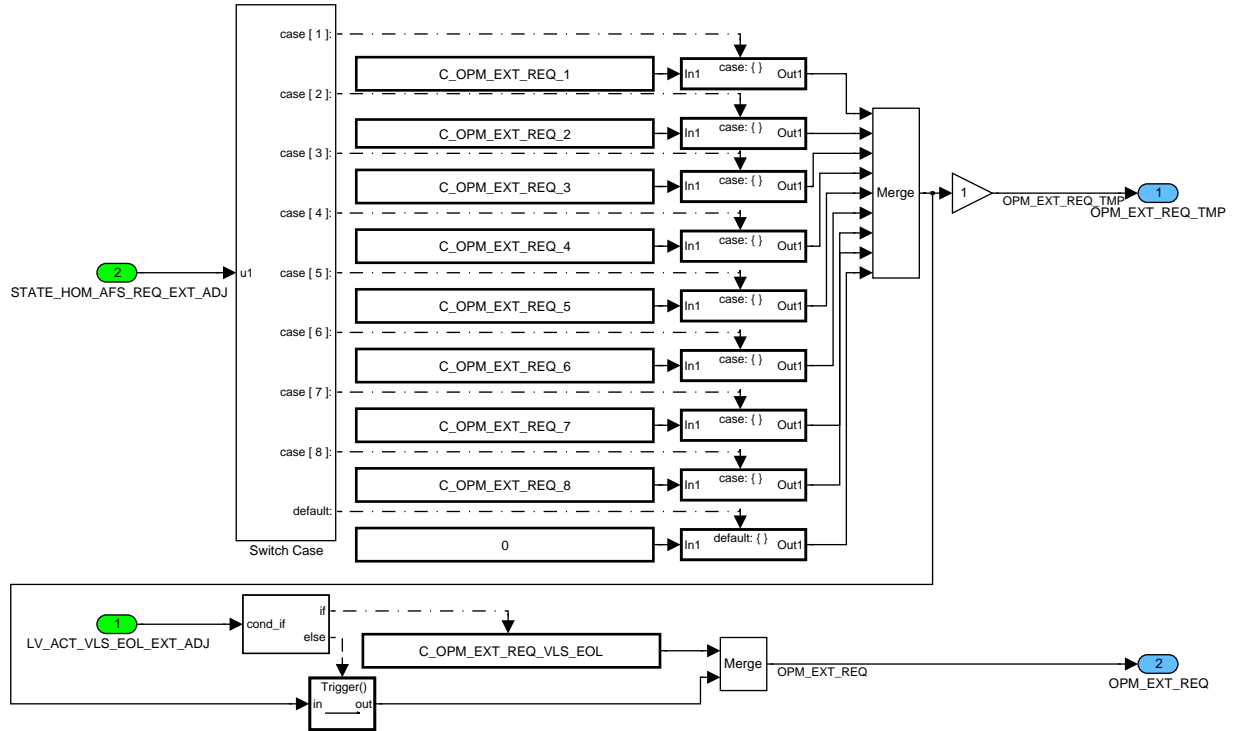 case [ 1 ]:
case: { }
C_OPM_EXT_REQ_1
In1
Out1
case [ 2 ]:
case: { }
C_OPM_EXT_REQ_2
In1
Out1
case [ 3 ]:
case: { }
C_OPM_EXT_REQ_3
In1
Out1
Merge
1
OPM_EXT_REQ_TMP
1
OPM_EXT_REQ_TMP
case [ 4 ]:
case: { }
C_OPM_EXT_REQ_4
In1
Out1
2
STATE_HOM_AFS_REQ_EXT_ADJ
u1
case [ 5 ]:
case: { }
C_OPM_EXT_REQ_5
In1
Out1
case [ 6 ]:
case: { }
C_OPM_EXT_REQ_6
In1
Out1
case [ 7 ]:
case: { }
C_OPM_EXT_REQ_7
In1
Out1
case [ 8 ]:
case: { }
C_OPM_EXT_REQ_8
In1
Out1
default:
default: { }
0
In1
Out1
Switch Case
1
LV_ACT_VLS_EOL_EXT_ADJ
cond_if
if
else
C_OPM_EXT_REQ_VLS_EOL
Merge
OPM_EXT_REQ
2
OPM_EXT_REQ
Trigger()
in
out